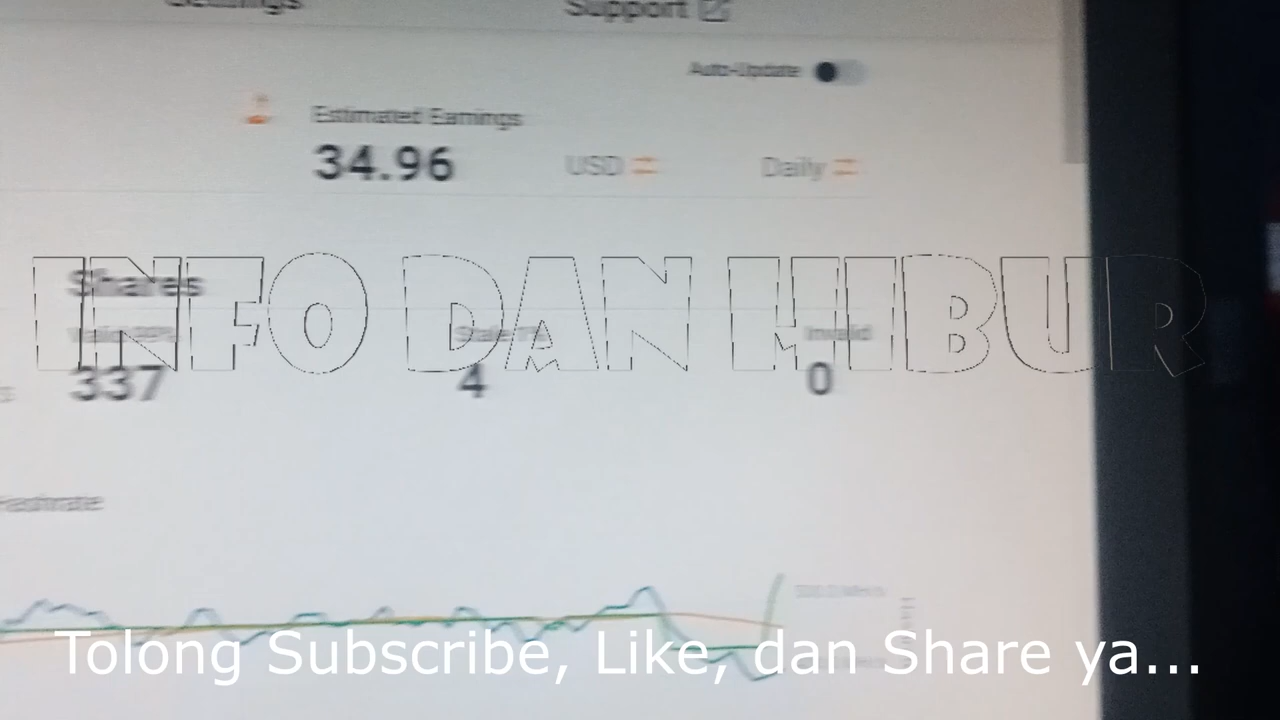 Settings Support
Auto-Update
Estimated Earnings
34.96 USD Daily
INFO DAN HIBUR
Shares
Invalid
337 4 0
Hashrate
Tolong Subscribe, Like, dan Share ya...